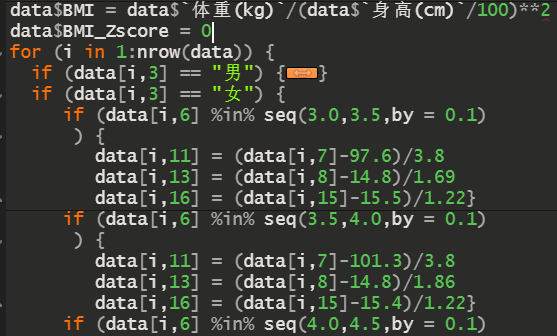 data$BMI = data$`体重(kg)`/(data$`身高(cm)`/100)**2
data$BMI_Zscore = 0
for (i in 1:nrow(data)) {
if (data[i,3] == "男") {}
if (data[i,3] == "女") {
if (data[i,6] %in% seq(3.0,3.5,by = 0.1)
) {
data[i,11] = (data[i,7]-97.6)/3.8
data[i,13] = (data[i,8]-14.8)/1.69
data[i,16] = (data[i,15]-15.5)/1.22}
if (data[i,6] %in% seq(3.5,4.0,by = 0.1)
) {
data[i,11] = (data[i,7]-101.3)/3.8
data[i,13] = (data[i,8]-14.8)/1.86
data[i,16] = (data[i,15]-15.4)/1.22}
if (data[i,6] %in% seq(4.0,4.5,by = 0.1)